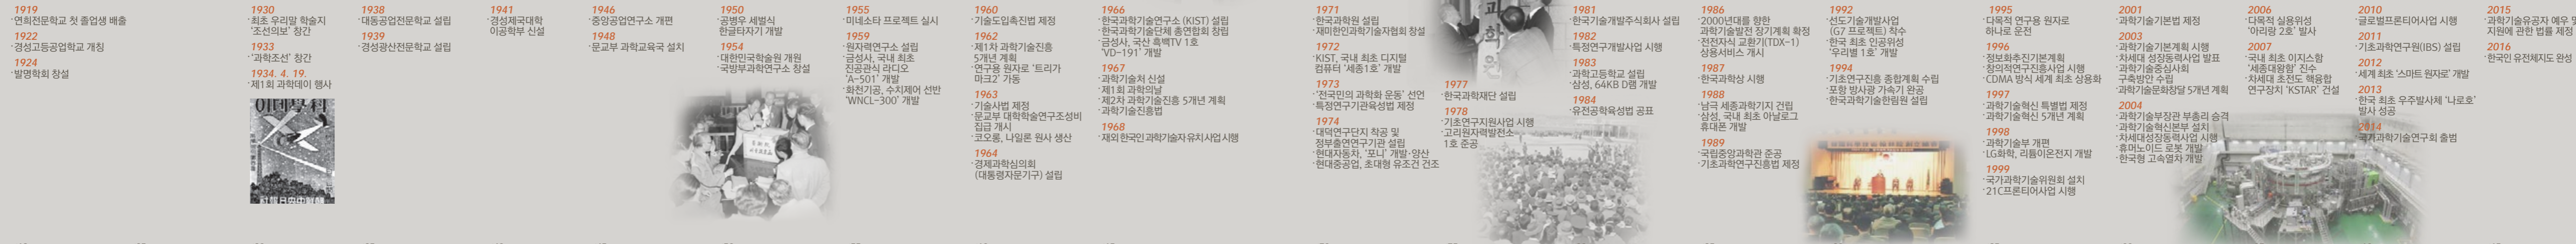 1919
·연희전문학교 첫 졸업생 배출
1922
·경성고등공업학교 개칭
1924
·발명학회 창설
1930
·최초 우리말 학술지
'조선의보' 창간
1933
·'과학조선' 창간
1934. 4. 19.
·제1회 과학데이 행사
1938
·대동공업전문학교 설립
1939
·경성광산전문학교 설립
1941
·경성제국대학
이공학부 신설
1946
·중앙공업연구소 개편
1948
·문교부 과학교육국 설치
1950
·공병우 세벌식
한글타자기 개발
1954
·대한민국학술원 개원
·국방부과학연구소 창설
1955
·미네소타 프로젝트 실시
1959
·원자력연구소 설립
·금성사, 국내 최초
진공관식 라디오
'A-501' 개발
·화천기공, 수치제어 선반
'WNCL-300' 개발
1960
·기술도입촉진법 제정
1962
·제1차 과학기술진흥
5개년 계획
·연구용 원자로 '트리가
마크2' 가동
1963
·기술사법 제정
·문교부 대학학술연구조성비
집금 개시
·코오롱, 나일론 원사 생산
1964
·경제과학심의회
(대통령자문기구) 설립
1966
·한국과학기술연구소 (KIST) 설립
·한국과학기술단체 총연합회 창립
·금성사, 국산 흑백TV 1호
'VD-191' 개발
1967
·과학기술처 신설
·제1회 과학의날
·제2차 과학기술진흥 5개년 계획
·과학기술진흥법
1968
·재외한국인과학기술자유치사업시행
1971
·한국과학원 설립
·재미한인과학기술자협회 창설
1972
·KIST, 국내 최초 디지털
컴퓨터 '세종1호' 개발
1973
·'전국민의 과학화 운동' 선언
·특정연구기관육성법 제정
1974
·대덕연구단지 착공 및
정부출연연구기관 설립
·현대자동차, '포니' 개발·양산
·현대중공업, 초대형 유조선 건조
과학원
1977
·한국과학재단 설립
1978
·기초연구지원사업 시행
·고리원자력발전소
1호 준공
1981
·한국기술개발주식회사 설립
1982
·특정연구개발사업 시행
1983
·과학고등학교 설립
·삼성, 64KB D램 개발
1984
·유전공학육성법 공표
1986
·2000년대를 향한
과학기술발전 장기계획 확정
·전전자식 교환기(TDX-1)
상용서비스 개시
1987
·한국과학상 시행
1988
·남극 세종과학기지 건립
·삼성, 국내 최초 아날로그
휴대폰 개발
1989
·국립중앙과학관 준공
·기초과학연구진흥법 제정
1992
·선도기술개발사업
(G7 프로젝트) 착수
·한국 최초 인공위성
'우리별 1호' 개발
1994
·기초연구진흥 종합계획 수립
·포항 방사광 가속기 완공
·한국과학기술한림원 설립
1995
·다목적 연구용 원자로
하나로 운전
1996
·정보화추진기본계획
·창의적연구진흥사업 시행
·CDMA 방식 세계 최초 상용화
1997
·과학기술혁신 특별법 제정
·과학기술혁신 5개년 계획
1998
·과학기술부 개편
·LG화학, 리튬이온전지 개발
1999
·국가과학기술위원회 설치
·21C프론티어사업 시행
2001
·과학기술기본법 제정
2003
·과학기술기본계획 시행
·차세대 성장동력사업 발표
·과학기술중심사회
구축방안 수립
·과학기술문화창달 5개년 계획
2004
·과학기술부장관 부총리 승격
·과학기술혁신본부 설치
·차세대성장동력사업 시행
·휴머노이드 로봇 개발
·한국형 고속열차 개발
2006
·다목적 실용위성
'아리랑 2호' 발사
2007
·국내 최초 이지스함
'세종대왕함' 진수
·차세대 초전도 핵융합
연구장치 'KSTAR' 건설
2010
·글로벌프론티어사업 시행
2011
·기초과학연구원(IBS) 설립
2012
·세계 최초 '스마트 원자로' 개발
2013
·한국 최초 우주발사체 '나로호'
발사 성공
2014
·국가과학기술연구회 출범
2015
·과학기술유공자 예우 및
지원에 관한 법률 제정
2016
·한국인 유전체지도 완성